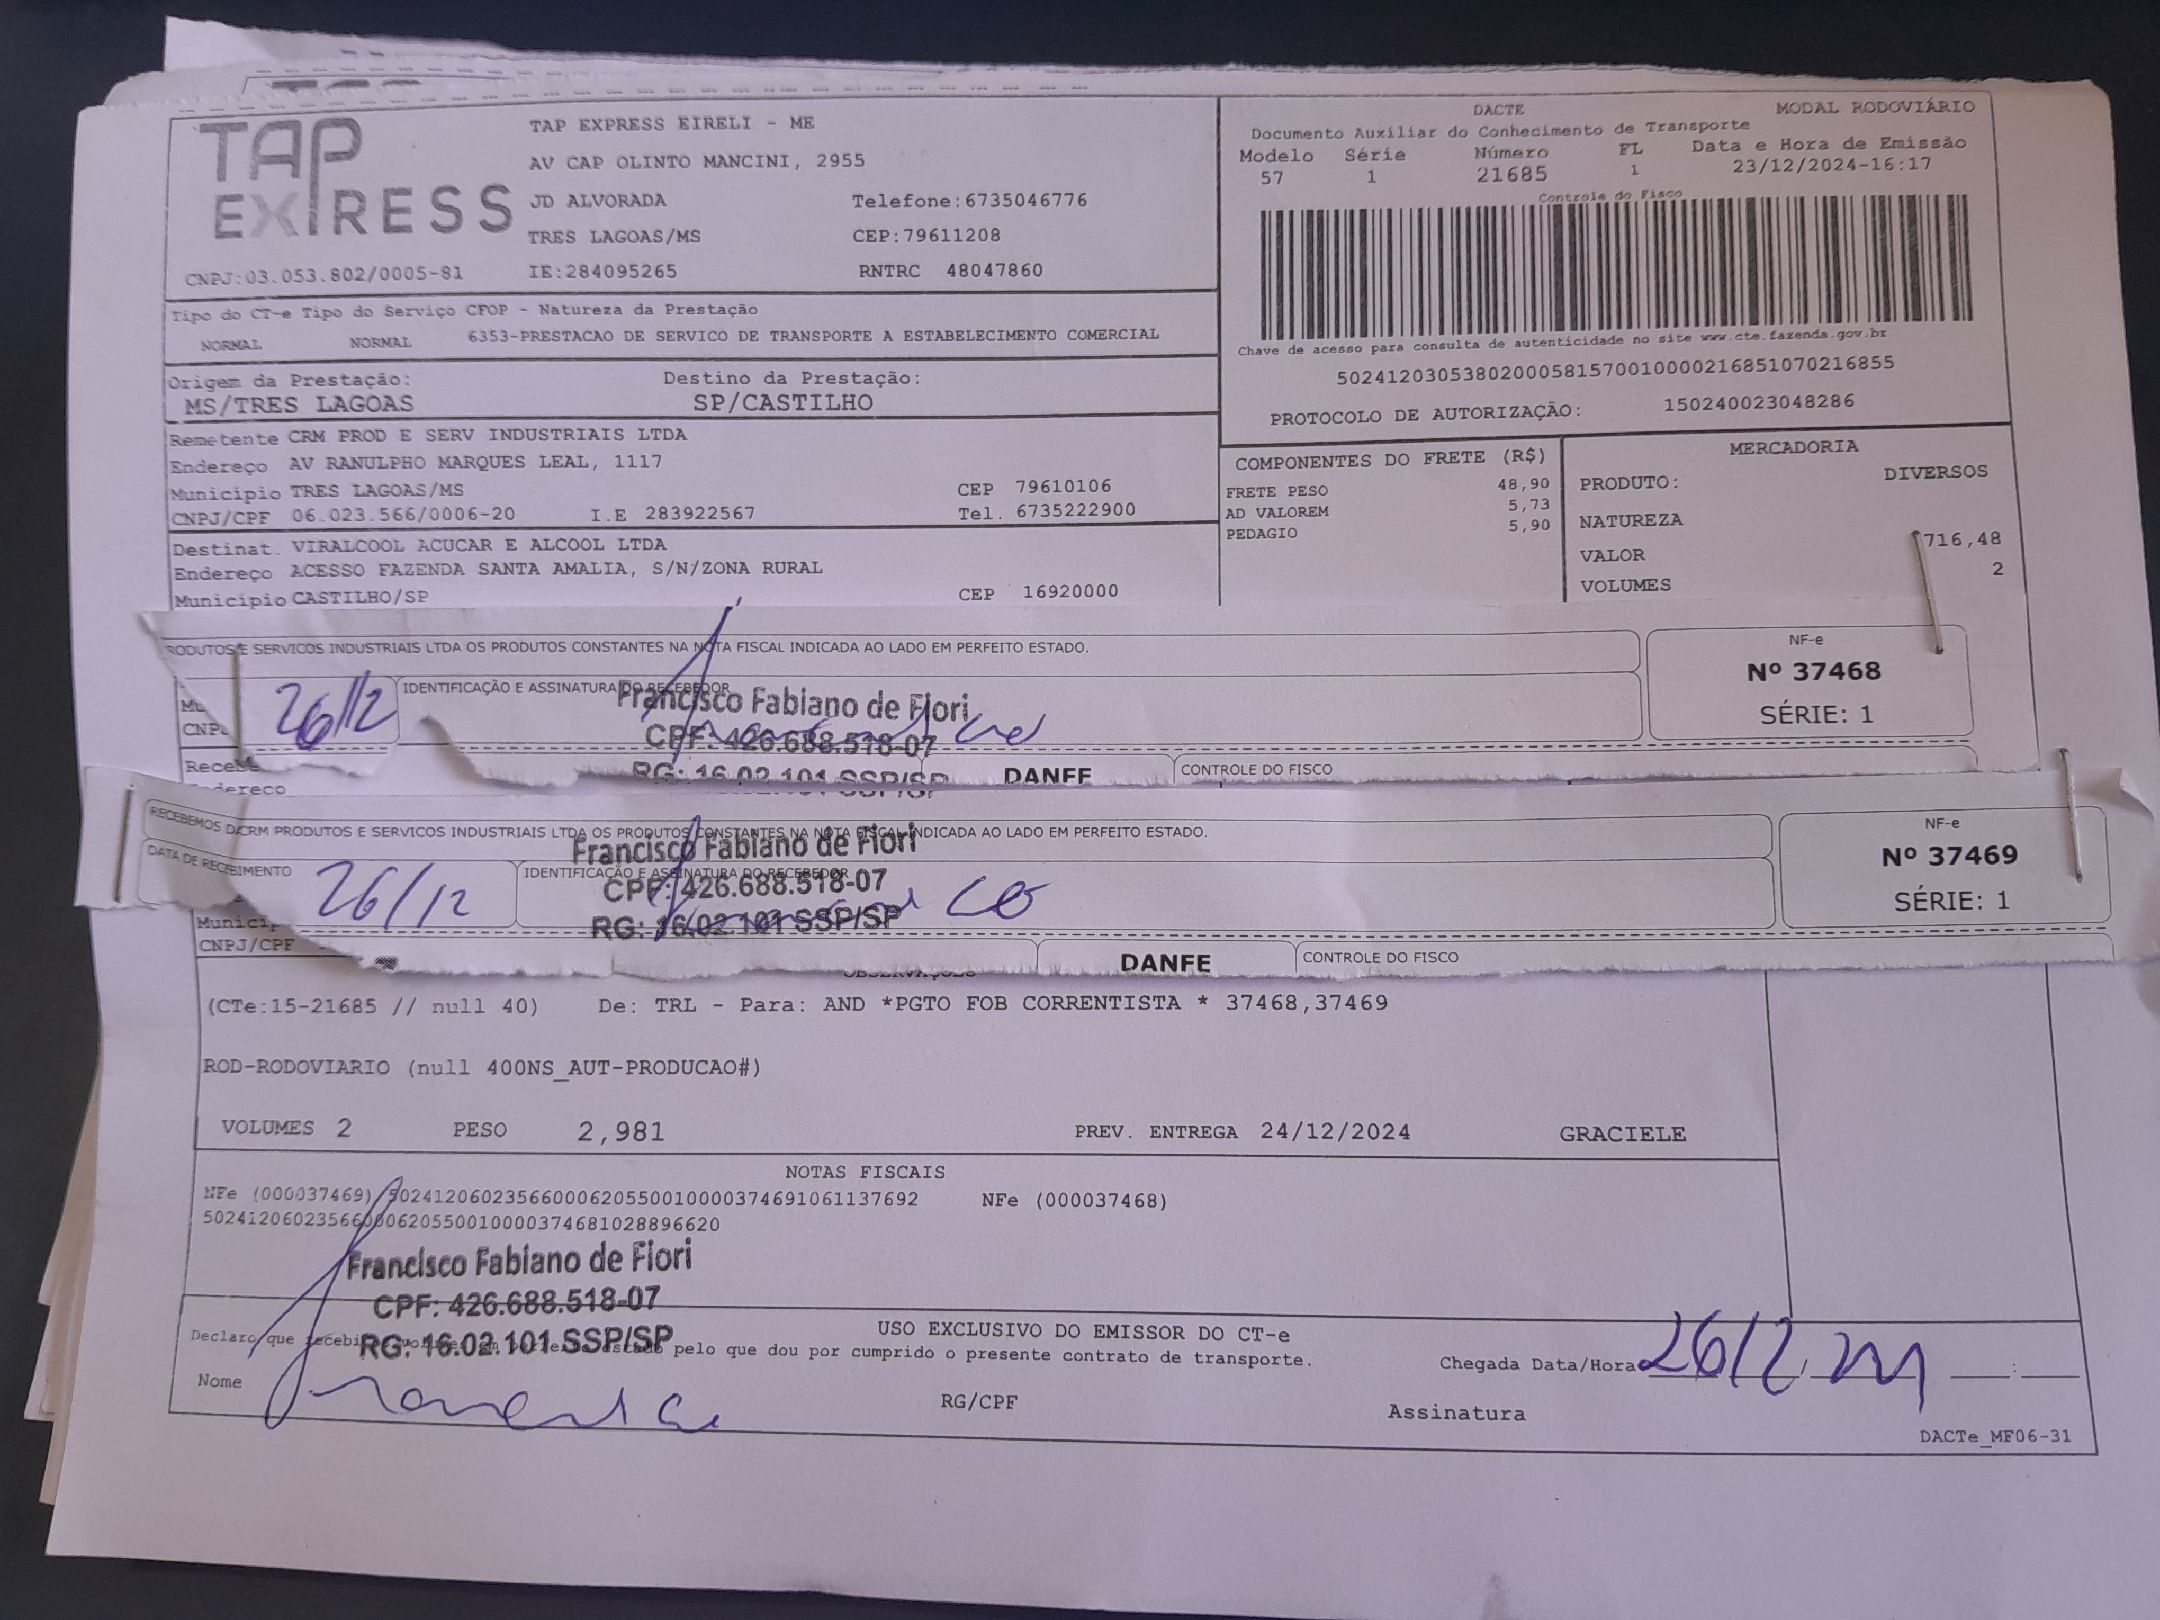 TAP EXPRESS
TAP EXPRESS EIRELI - ME
AV CAP OLINTO MANCINI, 2955
JD ALVORADA Telefone:6735046776
TRES LAGOAS/MS CEP:79611208
CNPJ:03.053.802/0005-81 IE:284095265 RNTRC 48047860
DACTE MODAL RODOVIÁRIO
Documento Auxiliar do Conhecimento de Transporte
Modelo Série Número FL Data e Hora de Emissão
57 1 21685 1 23/12/2024-16:17
Controle do Fisco
Chave de acesso para consulta de autenticidade no site www.cte.fazenda.gov.br
50241203053802000581570010000216851070216855
PROTOCOLO DE AUTORIZAÇÃO: 150240023048286
Tipo do CT-e Tipo do Serviço CFOP - Natureza da Prestação
NORMAL NORMAL 6353-PRESTACAO DE SERVICO DE TRANSPORTE A ESTABELECIMENTO COMERCIAL
Origem da Prestação: Destino da Prestação:
MS/TRES LAGOAS SP/CASTILHO
Remetente CRM PROD E SERV INDUSTRIAIS LTDA
Endereço AV RANULPHO MARQUES LEAL, 1117
Município TRES LAGOAS/MS CEP 79610106
CNPJ/CPF 06.023.566/0006-20 I.E 283922567 Tel. 6735222900
Destinat. VIRALCOOL ACUCAR E ALCOOL LTDA
Endereço ACESSO FAZENDA SANTA AMALIA, S/N/ZONA RURAL
Município CASTILHO/SP CEP 16920000
COMPONENTES DO FRETE (R$)
FRETE PESO 48,90
AD VALOREM 5,73
PEDAGIO 5,90
MERCADORIA
PRODUTO: DIVERSOS
NATUREZA
VALOR 716,48
VOLUMES 2
RODUTOS E SERVICOS INDUSTRIAIS LTDA OS PRODUTOS CONSTANTES NA NOTA FISCAL INDICADA AO LADO EM PERFEITO ESTADO.
NF-e
Nº 37468
SÉRIE: 1
26/12 IDENTIFICAÇÃO E ASSINATURA DO RECEBEDOR
Francisco Fabiano de Fiori
CPF: 426.688.518-07
RG: 16.02.101 SSP/SP
DANFE CONTROLE DO FISCO
RECEBEMOS D CRM PRODUTOS E SERVICOS INDUSTRIAIS LTDA OS PRODUTOS CONSTANTES NA NOTA FISCAL INDICADA AO LADO EM PERFEITO ESTADO.
NF-e
Nº 37469
SÉRIE: 1
DATA DE RECEBIMENTO 26/12 IDENTIFICAÇÃO E ASSINATURA DO RECEBEDOR
Francisco Fabiano de Fiori
CPF: 426.688.518-07
RG: 16.02.101 SSP/SP
CNPJ/CPF
DANFE CONTROLE DO FISCO
OBSERVAÇÕES
(CTe:15-21685 // null 40) De: TRL - Para: AND *PGTO FOB CORRENTISTA * 37468,37469
ROD-RODOVIARIO (null 400NS_AUT-PRODUCAO#)
VOLUMES 2 PESO 2,981 PREV. ENTREGA 24/12/2024 GRACIELE
NOTAS FISCAIS
NFe (000037469) 50241206023566000620550010000374691061137692 NFe (000037468)
50241206023566000620550010000374681028896620
Francisco Fabiano de Fiori
CPF: 426.688.518-07
RG: 16.02.101 SSP/SP
USO EXCLUSIVO DO EMISSOR DO CT-e
Declaro que recebi pelo que dou por cumprido o presente contrato de transporte.
Chegada Data/Hora 26/12
Nome RG/CPF Assinatura
DACTe_MF06-31